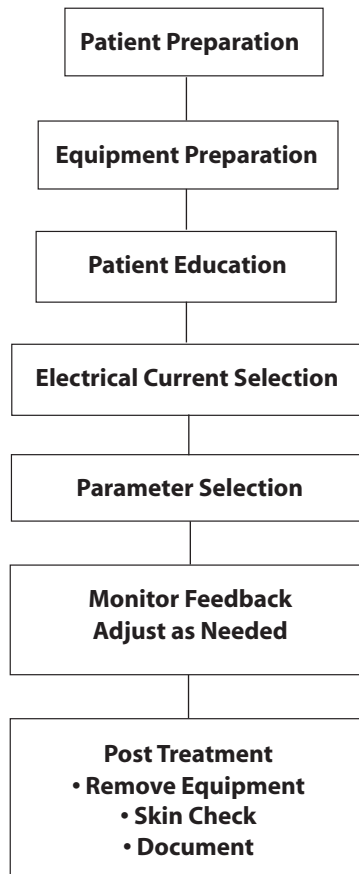 Patient Preparation
Equipment Preparation
Patient Education
Electrical Current Selection
Parameter Selection
Monitor Feedback
Adjust as Needed
Post Treatment
• Remove Equipment
• Skin Check
• Document